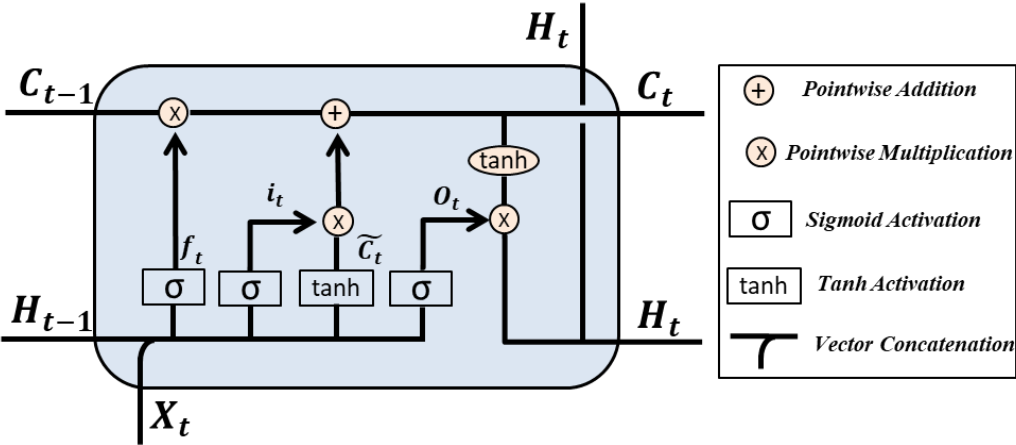 H_t
C_{t-1}
C_t
x
+
tanh
i_t
O_t
x
x
f_t
\widetilde{C}_t
σ
σ
tanh
σ
H_{t-1}
H_t
X_t
+ Pointwise Addition
x Pointwise Multiplication
σ Sigmoid Activation
tanh Tanh Activation
Vector Concatenation